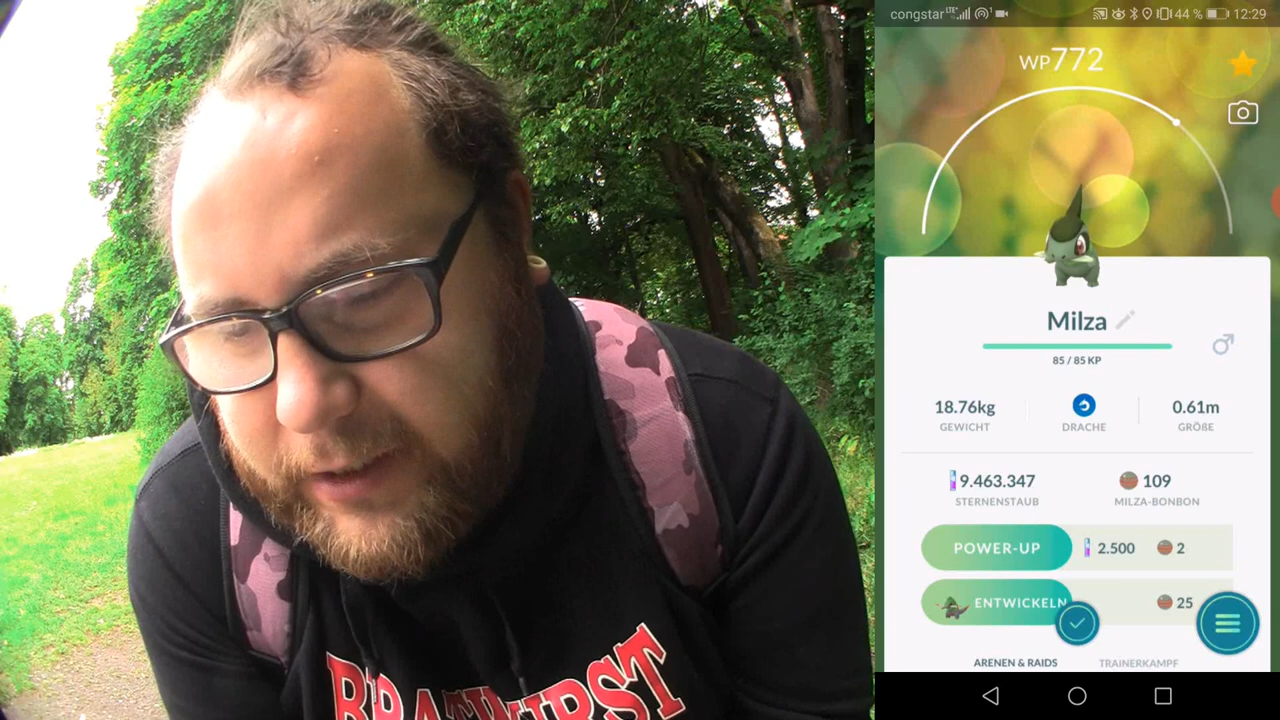 congstar 44 % 12:29
WP772
Milza
85 / 85 KP
18.76kg DRACHE 0.61m
GEWICHT GRÖßE
9.463.347 109
STERNENSTAUB MILZA-BONBON
POWER-UP 2.500 2
ENTWICKELN 25
ARENEN & RAIDS TRAINERKAMPF
BRATWURST